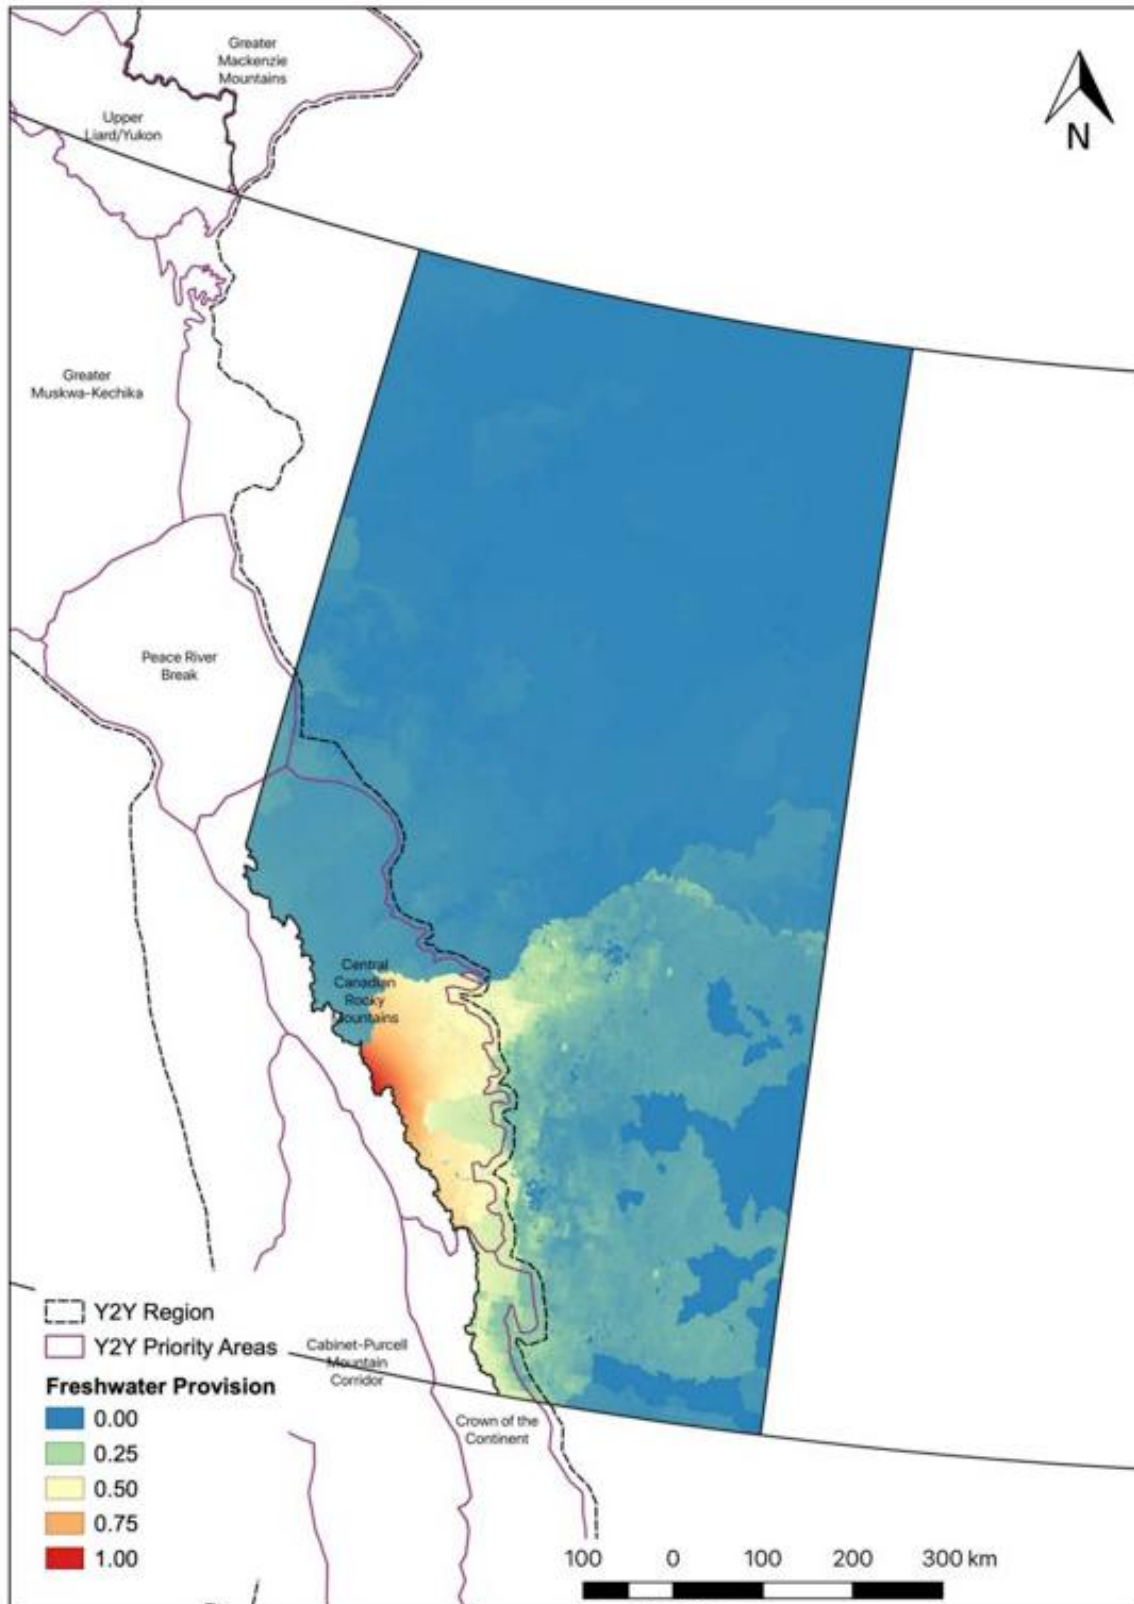 Greater
Mackenzie
Mountains
Upper
Liard/Yukon
N
Greater
Muskwa-Kechika
Peace River
Break
Central
Canadian
Rocky
Mountains
Y2Y Region
Y2Y Priority Areas
Cabinet-Purcell
Mountain
Corridor
Freshwater Provision
0.00
0.25
0.50
0.75
1.00
Crown of the
Continent
100 0 100 200 300 km